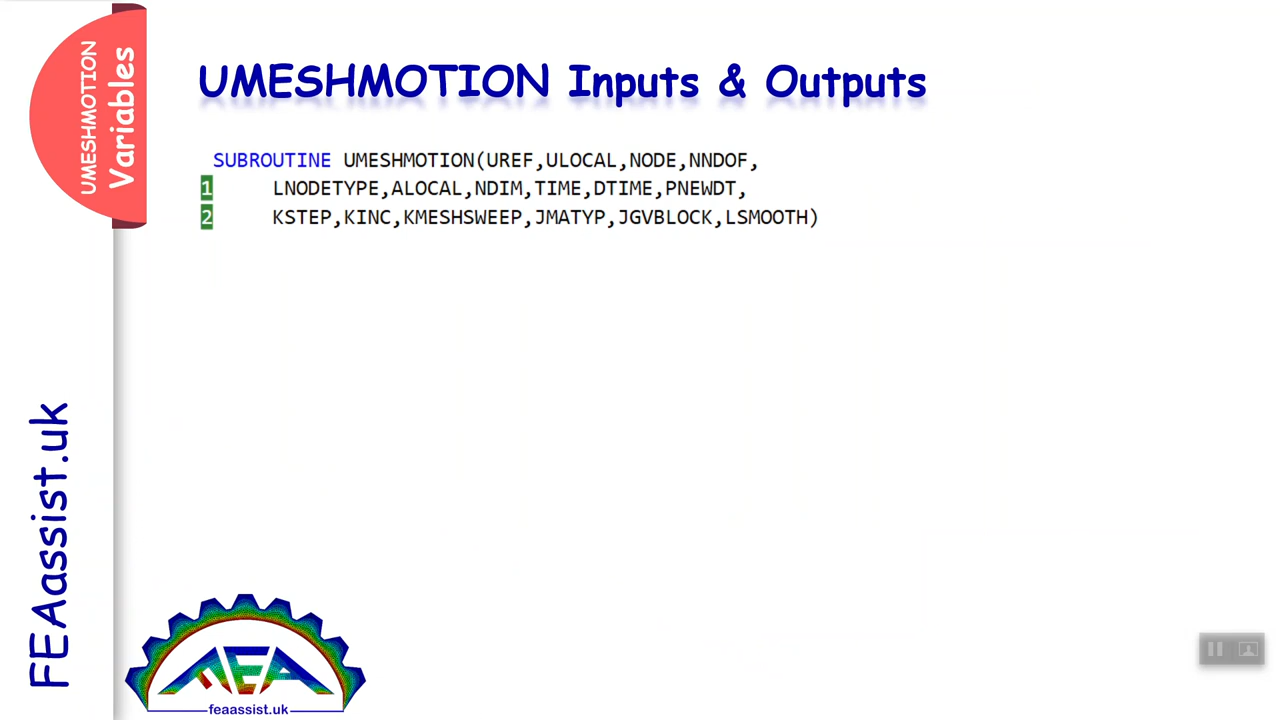 UMESHMOTION
Variables
UMESHMOTION Inputs & Outputs
SUBROUTINE UMESHMOTION(UREF,ULOCAL,NODE,NNDOF,
1 LNODETYPE,ALOCAL,NDIM,TIME,DTIME,PNEWDT,
2 KSTEP,KINC,KMESHSWEEP,JMATYP,JGVBLOCK,LSMOOTH)
FEAassist.uk
FEA
feaassist.uk